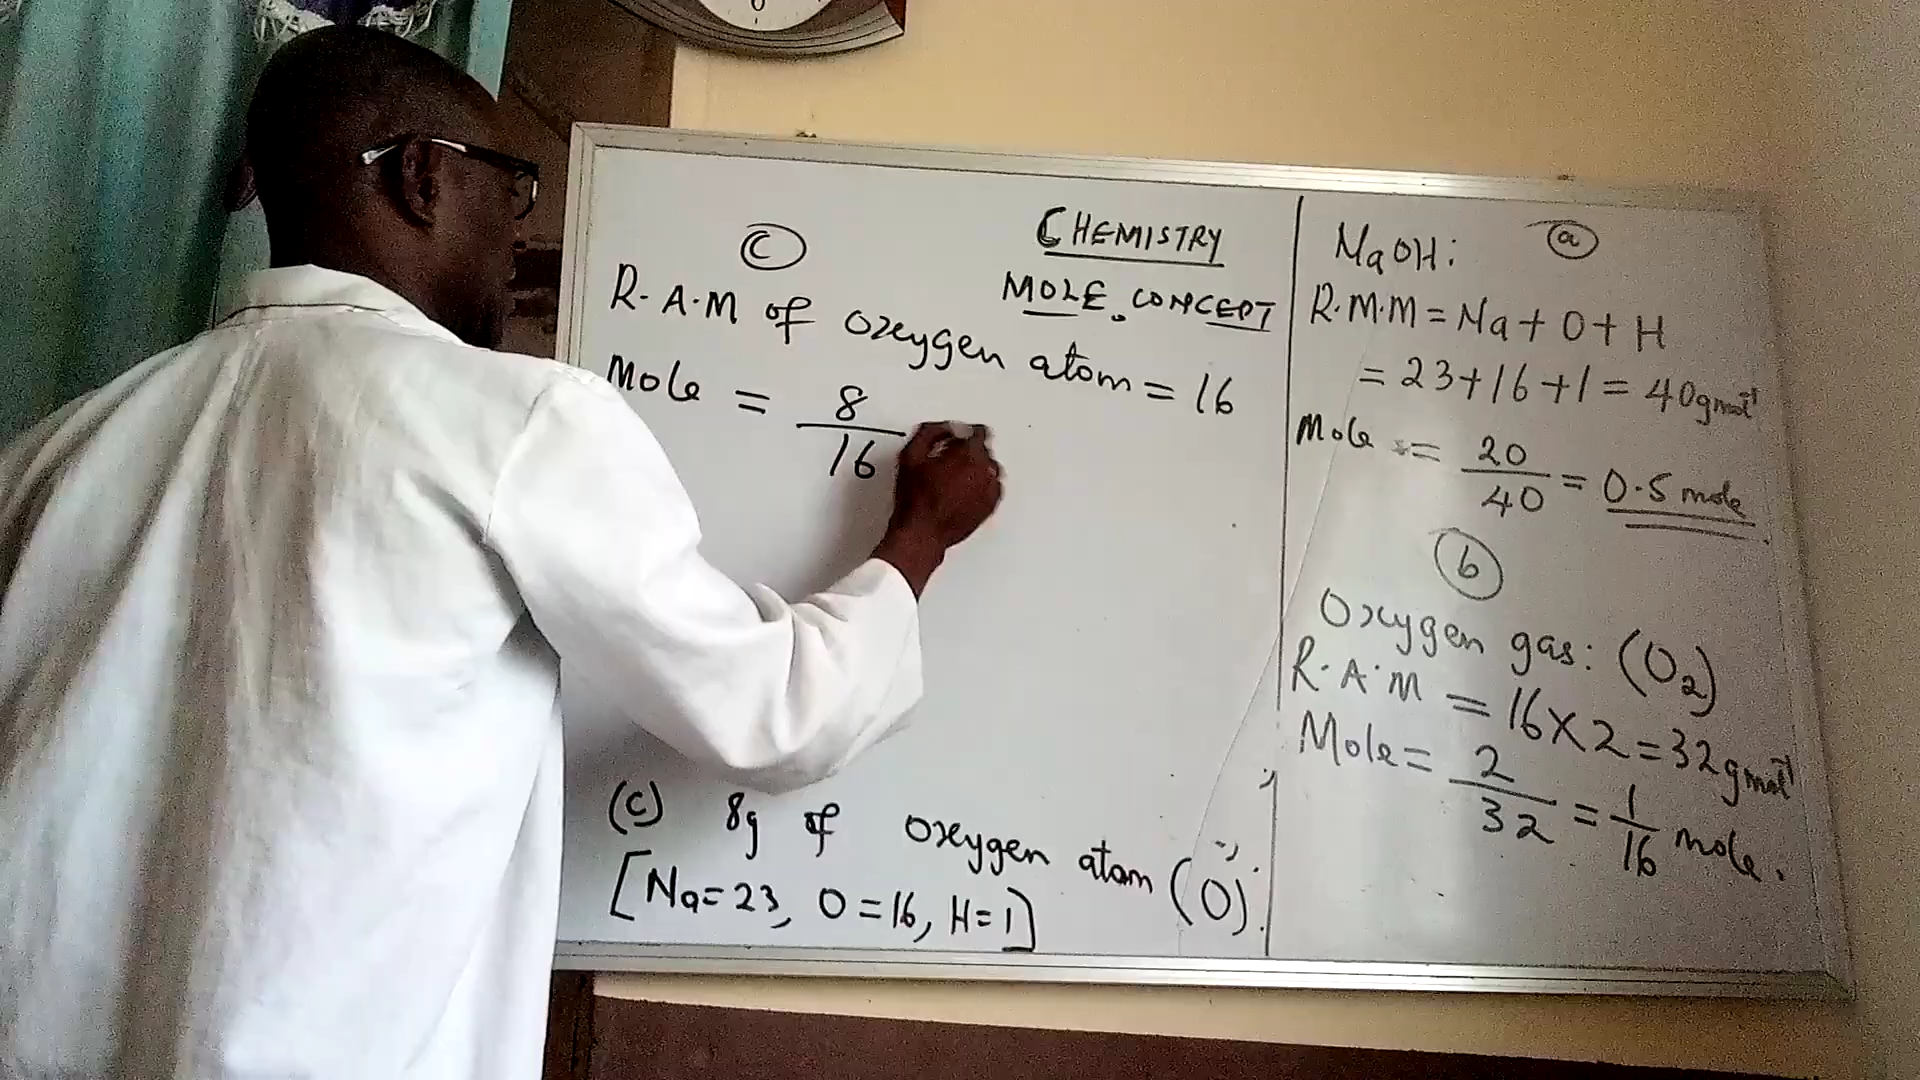 CHEMISTRY
MOLE CONCEPT
(c)
R.A.M of oxygen atom = 16
Mole = 8/16
(c) 8g of oxygen atom (O).
[Na=23, O=16, H=1]
(a)
NaOH:
R.M.M = Na + O + H
= 23+16+1 = 40gmol⁻¹
Mole = 20/40 = 0.5 mole
(b)
Oxygen gas: (O₂)
R.A.M = 16×2=32gmol⁻¹
Mole = 2/32 = 1/16 mole.